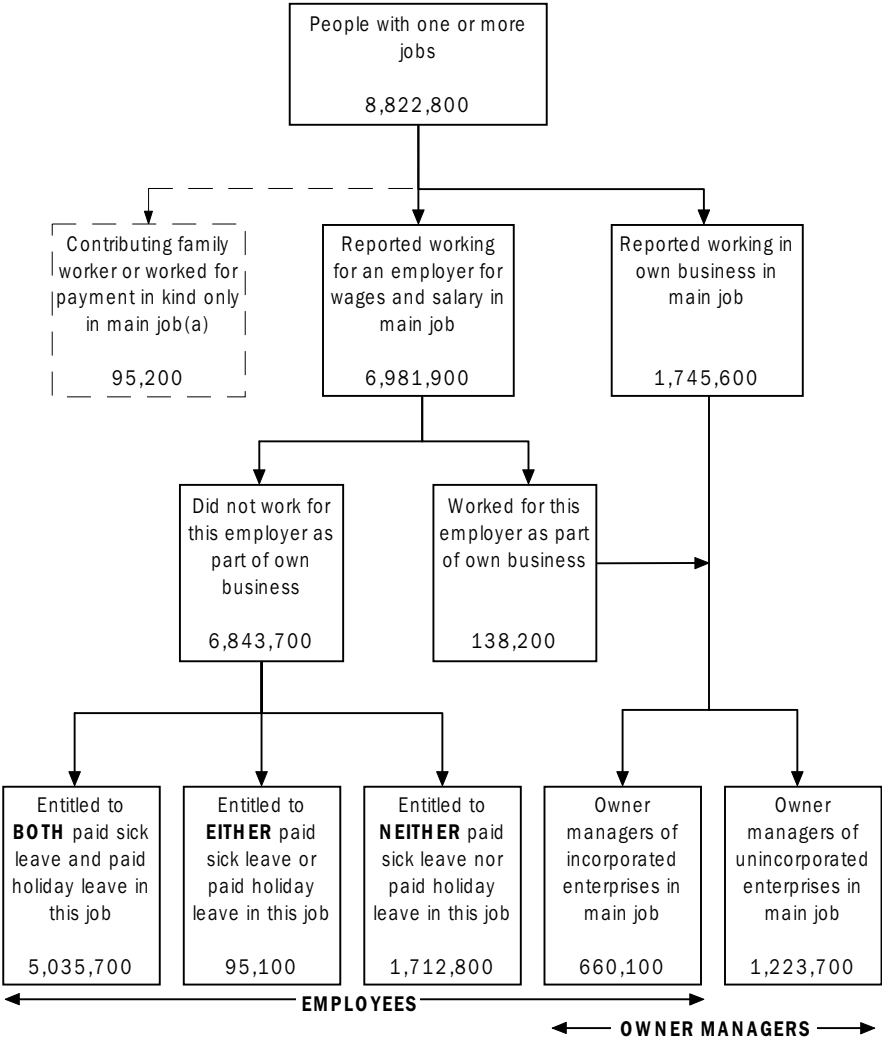 People with one or more
jobs
8,822,800
Contributing family
worker or worked for
payment in kind only
in main job(a)
95,200
Reported working
for an employer for
wages and salary in
main job
6,981,900
Reported working in
own business in
main job
1,745,600
Did not work for
this employer as
part of own
business
6,843,700
Worked for this
employer as part
of own business
138,200
Entitled to
BOTH paid sick
leave and paid
holiday leave in
this job
5,035,700
Entitled to
EITHER paid
sick leave or
paid holiday
leave in this job
95,100
Entitled to
NEITHER paid
sick leave nor
paid holiday
leave in this job
1,712,800
Owner
managers of
incorporated
enterprises in
main job
660,100
Owner
managers of
unincorporated
enterprises in
main job
1,223,700
EMPLOYEES
OWNER MANAGERS